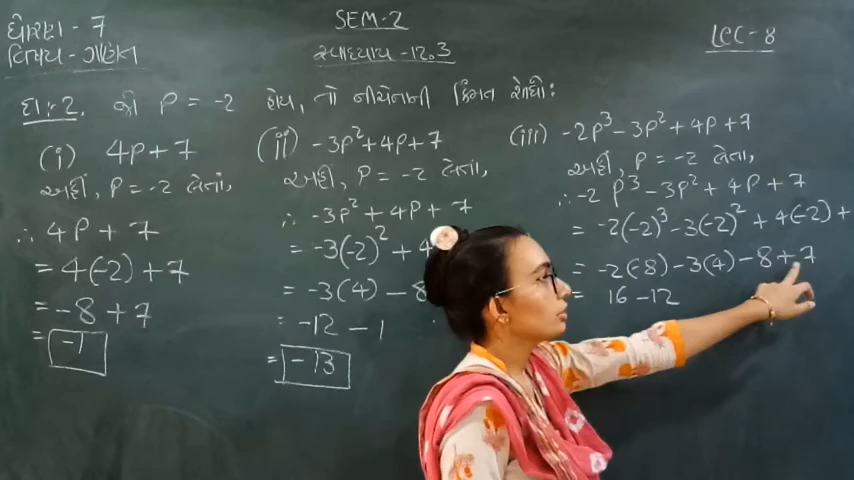 ધોરણ - 7
વિષય - ગણિત
SEM-2
સ્વાધ્યાય - 12.3
LEC-8
દા:2. જો P = -2 હોય, તો નીચેનાની કિંમત શોધો:
(i) 4p + 7
અહીં, p = -2 લેતાં,
∴ 4p + 7
= 4(-2) + 7
= -8 + 7
= -1
(ii) -3p² + 4p + 7
અહીં, p = -2 લેતાં,
∴ -3p² + 4p + 7
= -3(-2)² + 4
= -3(4) - 8
= -12 - 1
= -13
(iii) -2p³ - 3p² + 4p + 7
અહીં, p = -2 લેતાં,
∴ -2p³ - 3p² + 4p + 7
= -2(-2)³ - 3(-2)² + 4(-2) +
= -2(-8) - 3(4) - 8 + 7
= 16 - 12